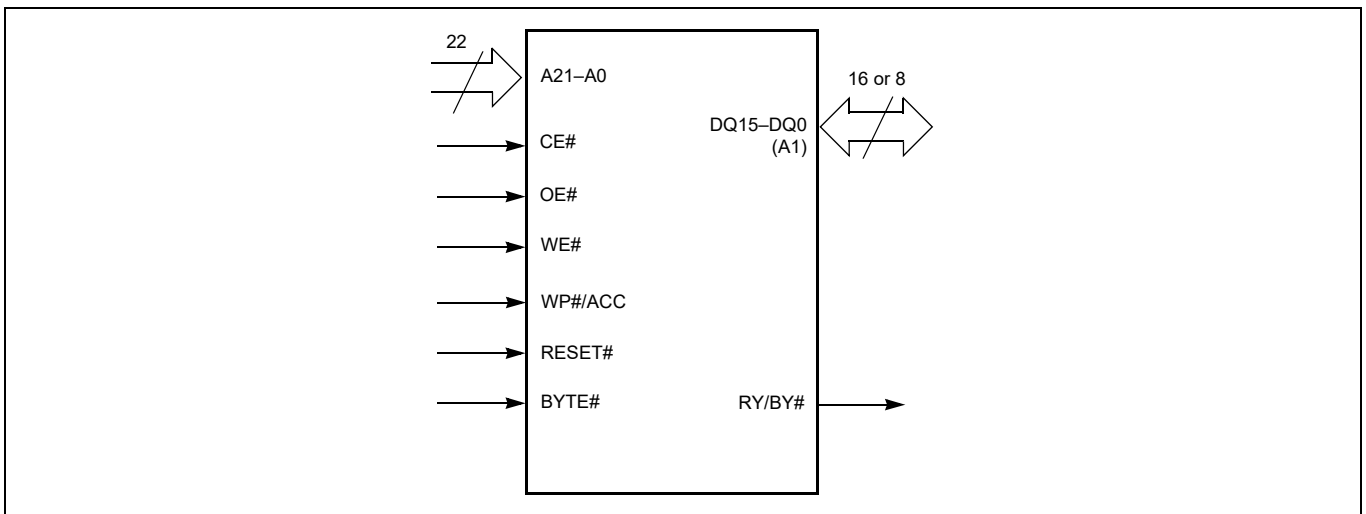 22
A21–A0
16 or 8
DQ15–DQ0
(A1)
CE#
OE#
WE#
WP#/ACC
RESET#
BYTE#
RY/BY#